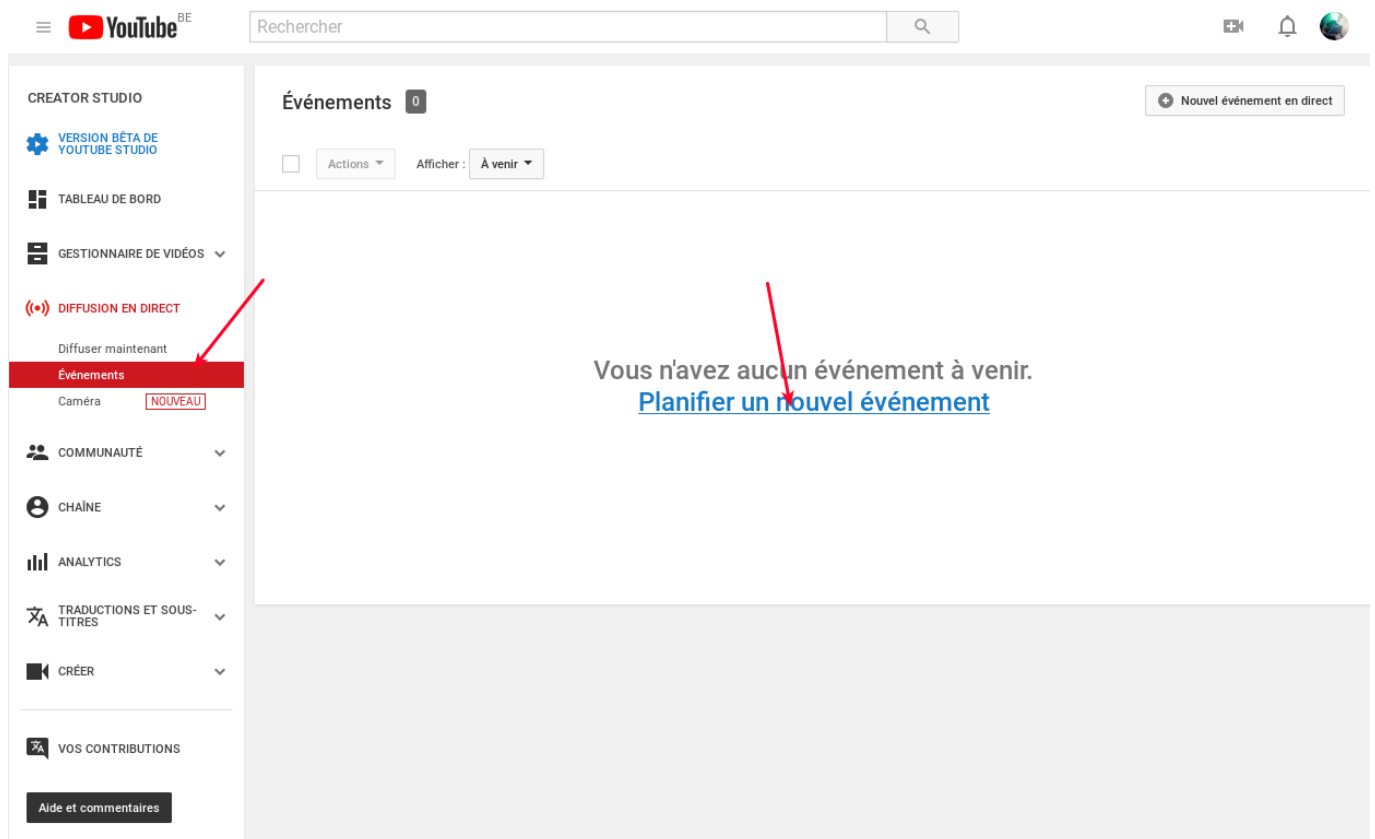 YouTube BE
Rechercher
CREATOR STUDIO
VERSION BÊTA DE
YOUTUBE STUDIO
TABLEAU DE BORD
GESTIONNAIRE DE VIDÉOS
DIFFUSION EN DIRECT
Diffuser maintenant
Événements
Caméra NOUVEAU
COMMUNAUTÉ
CHAÎNE
ANALYTICS
TRADUCTIONS ET SOUS-
TITRES
CRÉER
VOS CONTRIBUTIONS
Aide et commentaires
Événements 0
Nouvel événement en direct
Actions Afficher : À venir
Vous n'avez aucun événement à venir.
Planifier un nouvel événement